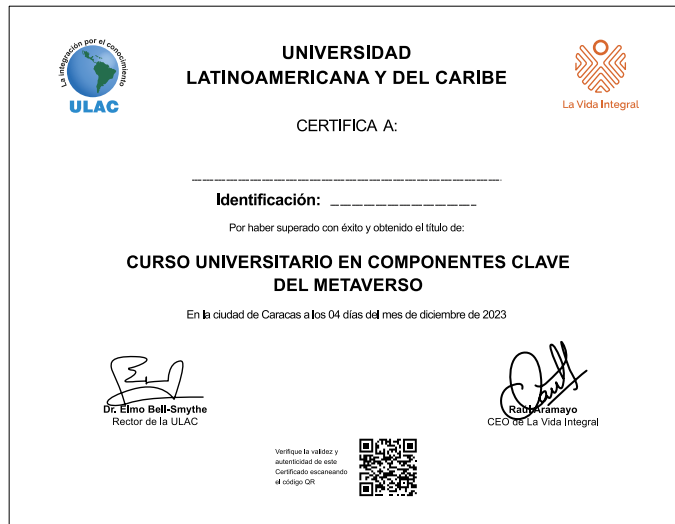 La integración por el conocimiento
ULAC
UNIVERSIDAD
LATINOAMERICANA Y DEL CARIBE
La Vida Integral
CERTIFICA A:
Identificación:
Por haber superado con éxito y obtenido el título de:
CURSO UNIVERSITARIO EN COMPONENTES CLAVE
DEL METAVERSO
En la ciudad de Caracas a los 04 días del mes de diciembre de 2023
Dr. Elmo Bell-Smythe
Rector de la ULAC
Raúl Aramayo
CEO de La Vida Integral
Verifique la validez y
autenticidad de este
Certificado escaneando
el código QR